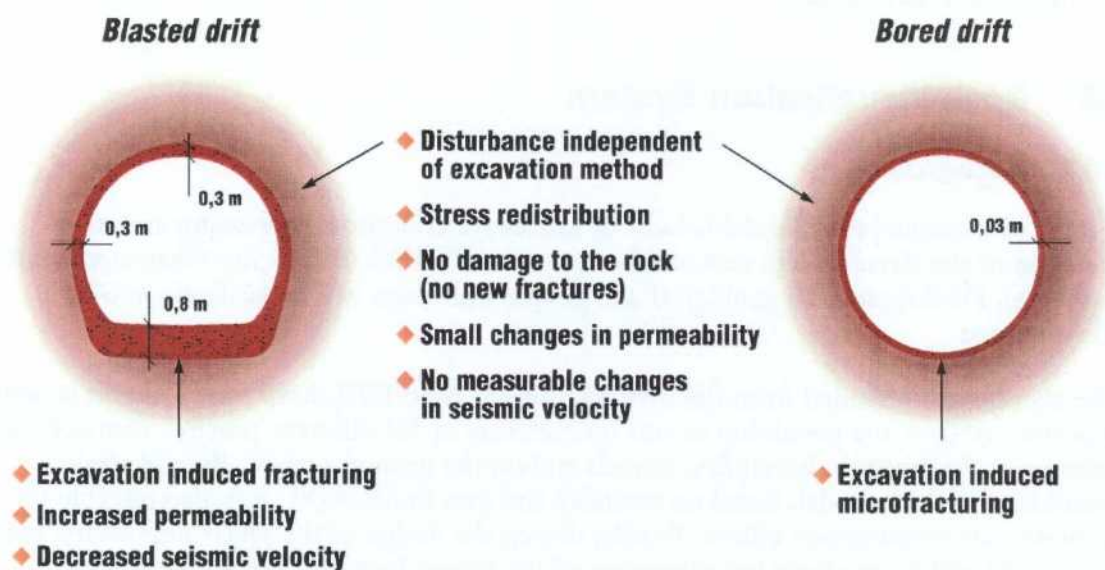 Blasted drift
Bored drift
0,3 m
0,3 m
0,8 m
◆ Disturbance independent
of excavation method
◆ Stress redistribution
◆ No damage to the rock
(no new fractures)
◆ Small changes in permeability
◆ No measurable changes
in seismic velocity
0,03 m
◆ Excavation induced fracturing
◆ Increased permeability
◆ Decreased seismic velocity
◆ Excavation induced
microfracturing